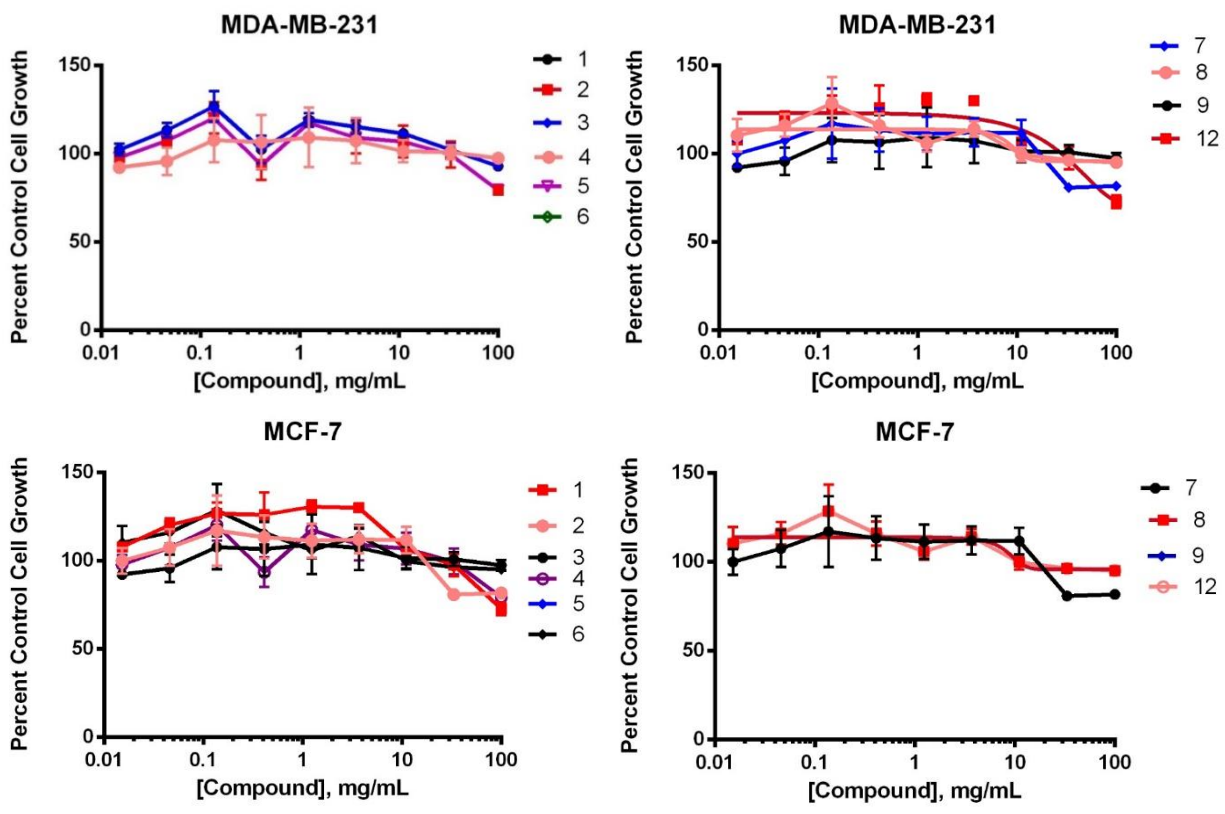 MDA-MB-231
Percent Control Cell Growth
150
100
50
0
0.01 0.1 1 10 100
[Compound], mg/mL
1
2
3
4
5
6
MDA-MB-231
Percent Control Cell Growth
150
100
50
0
0.01 0.1 1 10 100
[Compound], mg/mL
7
8
9
12
MCF-7
Percent Control Cell Growth
150
100
50
0
0.01 0.1 1 10 100
[Compound], mg/mL
1
2
3
4
5
6
MCF-7
Percent Control Cell Growth
150
100
50
0
0.01 0.1 1 10 100
[Compound], mg/mL
7
8
9
12